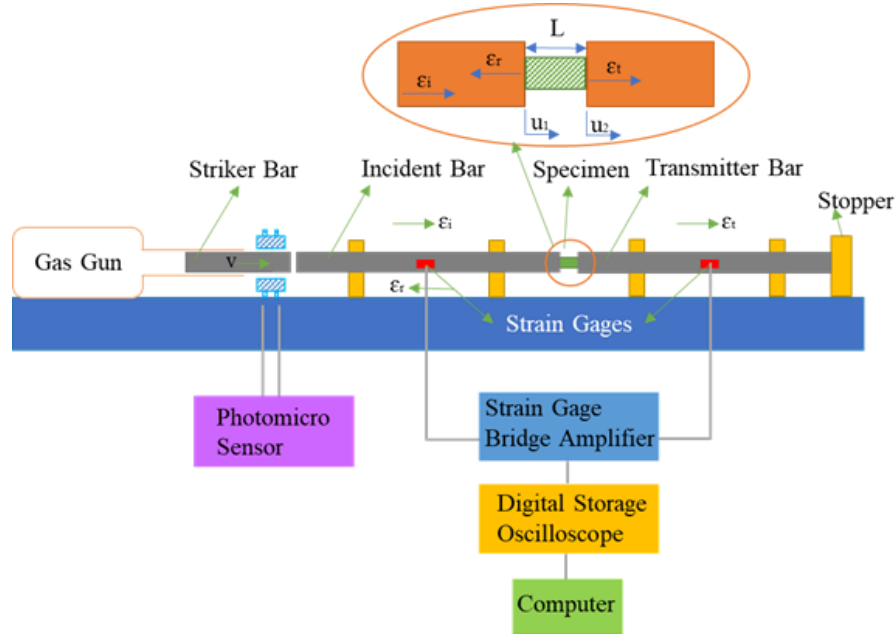 L
εᵣ
εᵢ
εₜ
u₁
u₂
Striker Bar
Incident Bar
Specimen
Transmitter Bar
Stopper
εᵢ
εₜ
Gas Gun
v
εᵣ
Strain Gages
Photomicro
Sensor
Strain Gage
Bridge Amplifier
Digital Storage
Oscilloscope
Computer